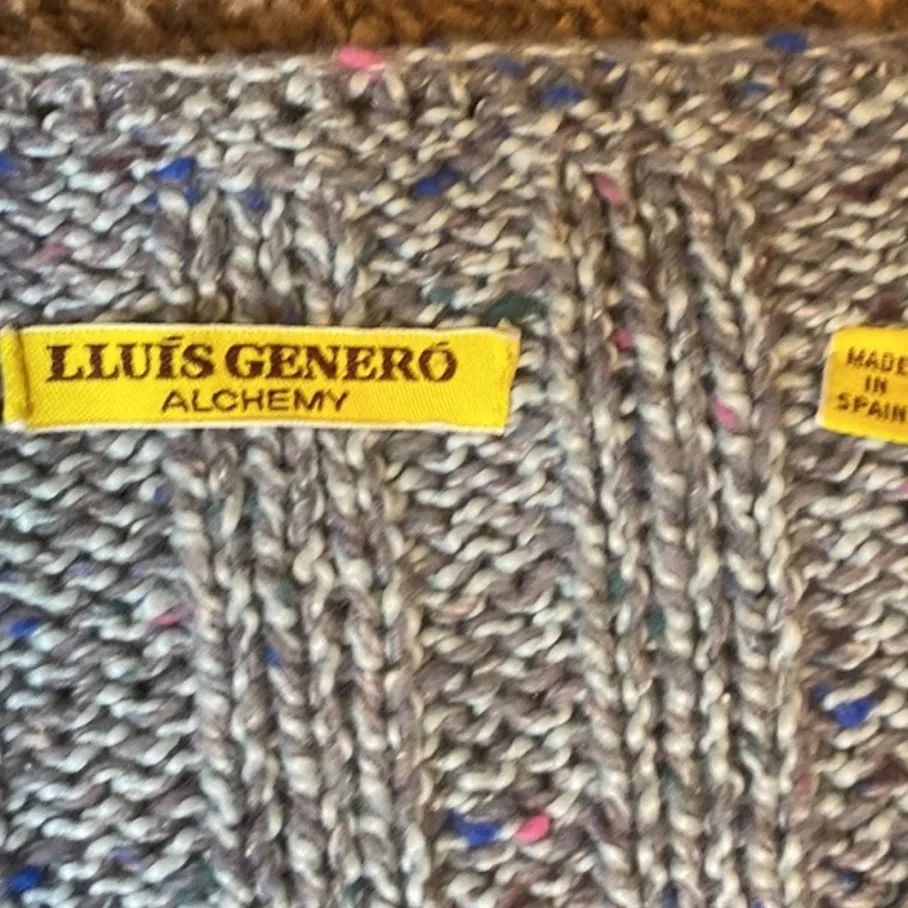 LLUÍS GENERÓ
ALCHEMY
MADE
IN
SPAIN